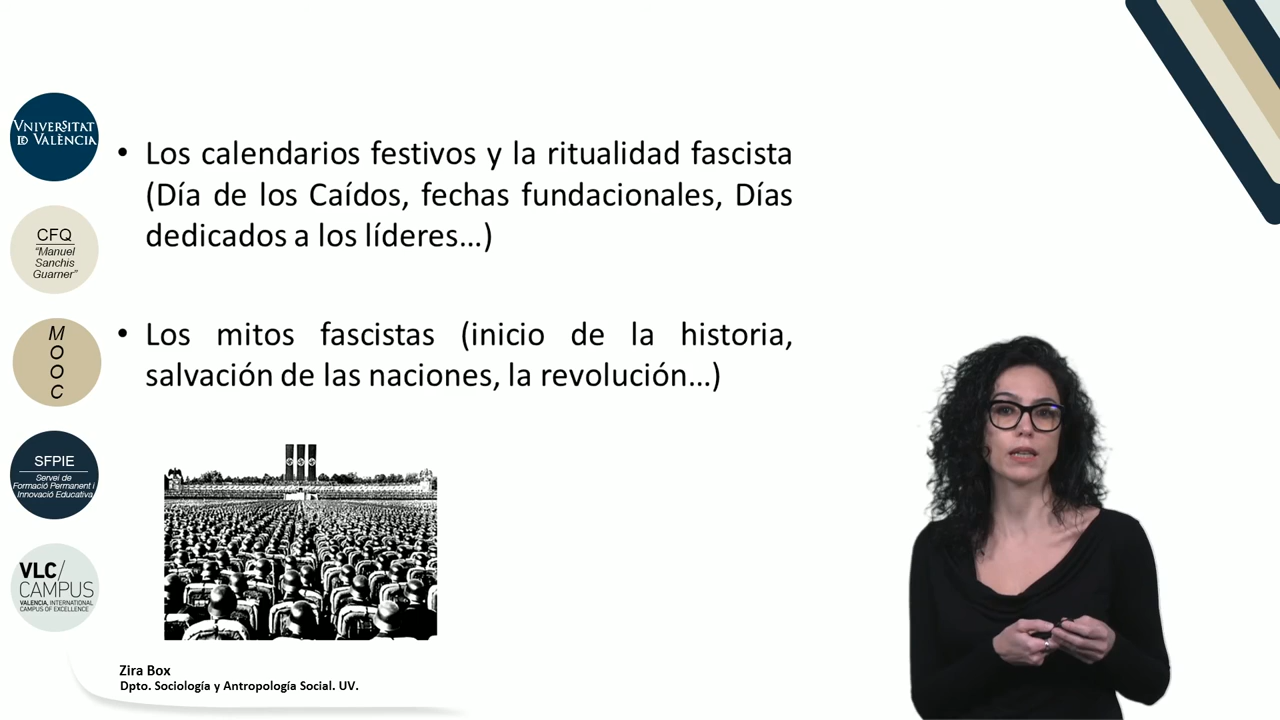 VNIVERSITAT
ID VALÈNCIA
CFQ
“Manuel
Sanchis
Guarner”
M
O
O
C
SFPIE
Servei de
Formació Permanent i
Innovació Educativa
VLC/
CAMPUS
VALENCIA, INTERNATIONAL
CAMPUS OF EXCELLENCE
• Los calendarios festivos y la ritualidad fascista
(Día de los Caídos, fechas fundacionales, Días
dedicados a los líderes...)
• Los mitos fascistas (inicio de la historia,
salvación de las naciones, la revolución...)
Zira Box
Dpto. Sociología y Antropología Social. UV.